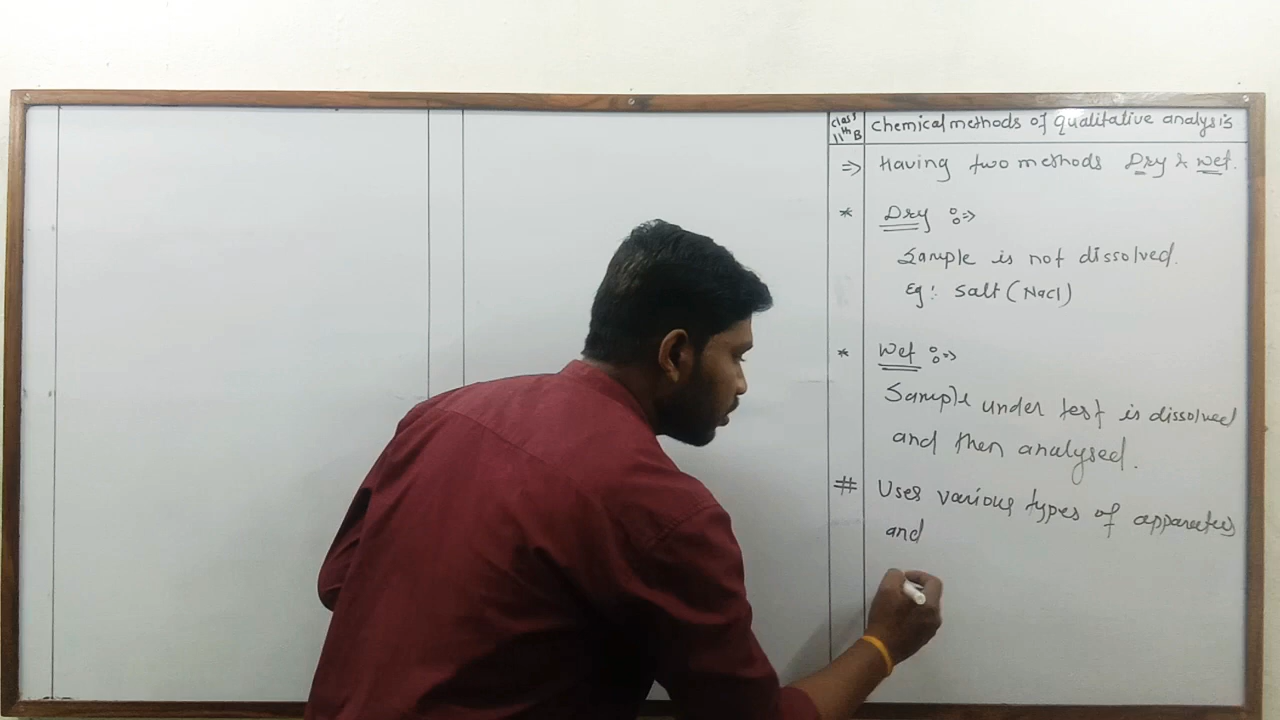 class 11th B
chemical methods of qualitative analysis
=> Having two methods Dry & Wet.
* Dry :=>
Sample is not dissolved.
Eg:- Salt (NaCl)
* Wet :=>
Sample under test is dissolved
and then analysed.
# Uses various types of apparatus
and